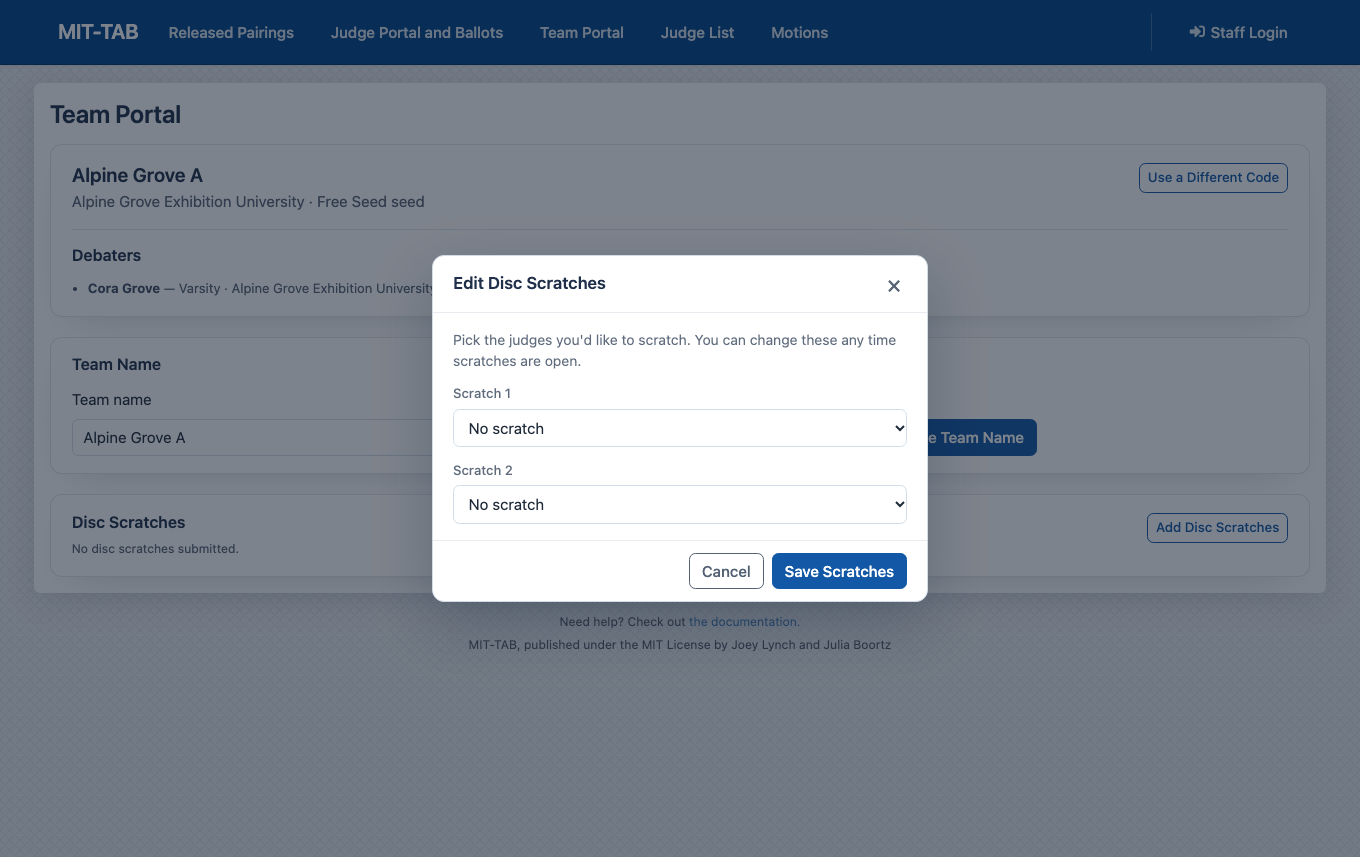 MIT-TAB Released Pairings Judge Portal and Ballots Team Portal Judge List Motions Staff Login
Team Portal
Alpine Grove A
Use a Different Code
Alpine Grove Exhibition University · Free Seed seed
Debaters
Cora Grove — Varsity · Alpine Grove Exhibition University
Team Name
Team name
Alpine Grove A
Team Name
Disc Scratches
Add Disc Scratches
No disc scratches submitted.
Edit Disc Scratches
Pick the judges you'd like to scratch. You can change these any time
scratches are open.
Scratch 1
No scratch
Scratch 2
No scratch
Cancel Save Scratches
Need help? Check out the documentation.
MIT-TAB, published under the MIT License by Joey Lynch and Julia Boortz